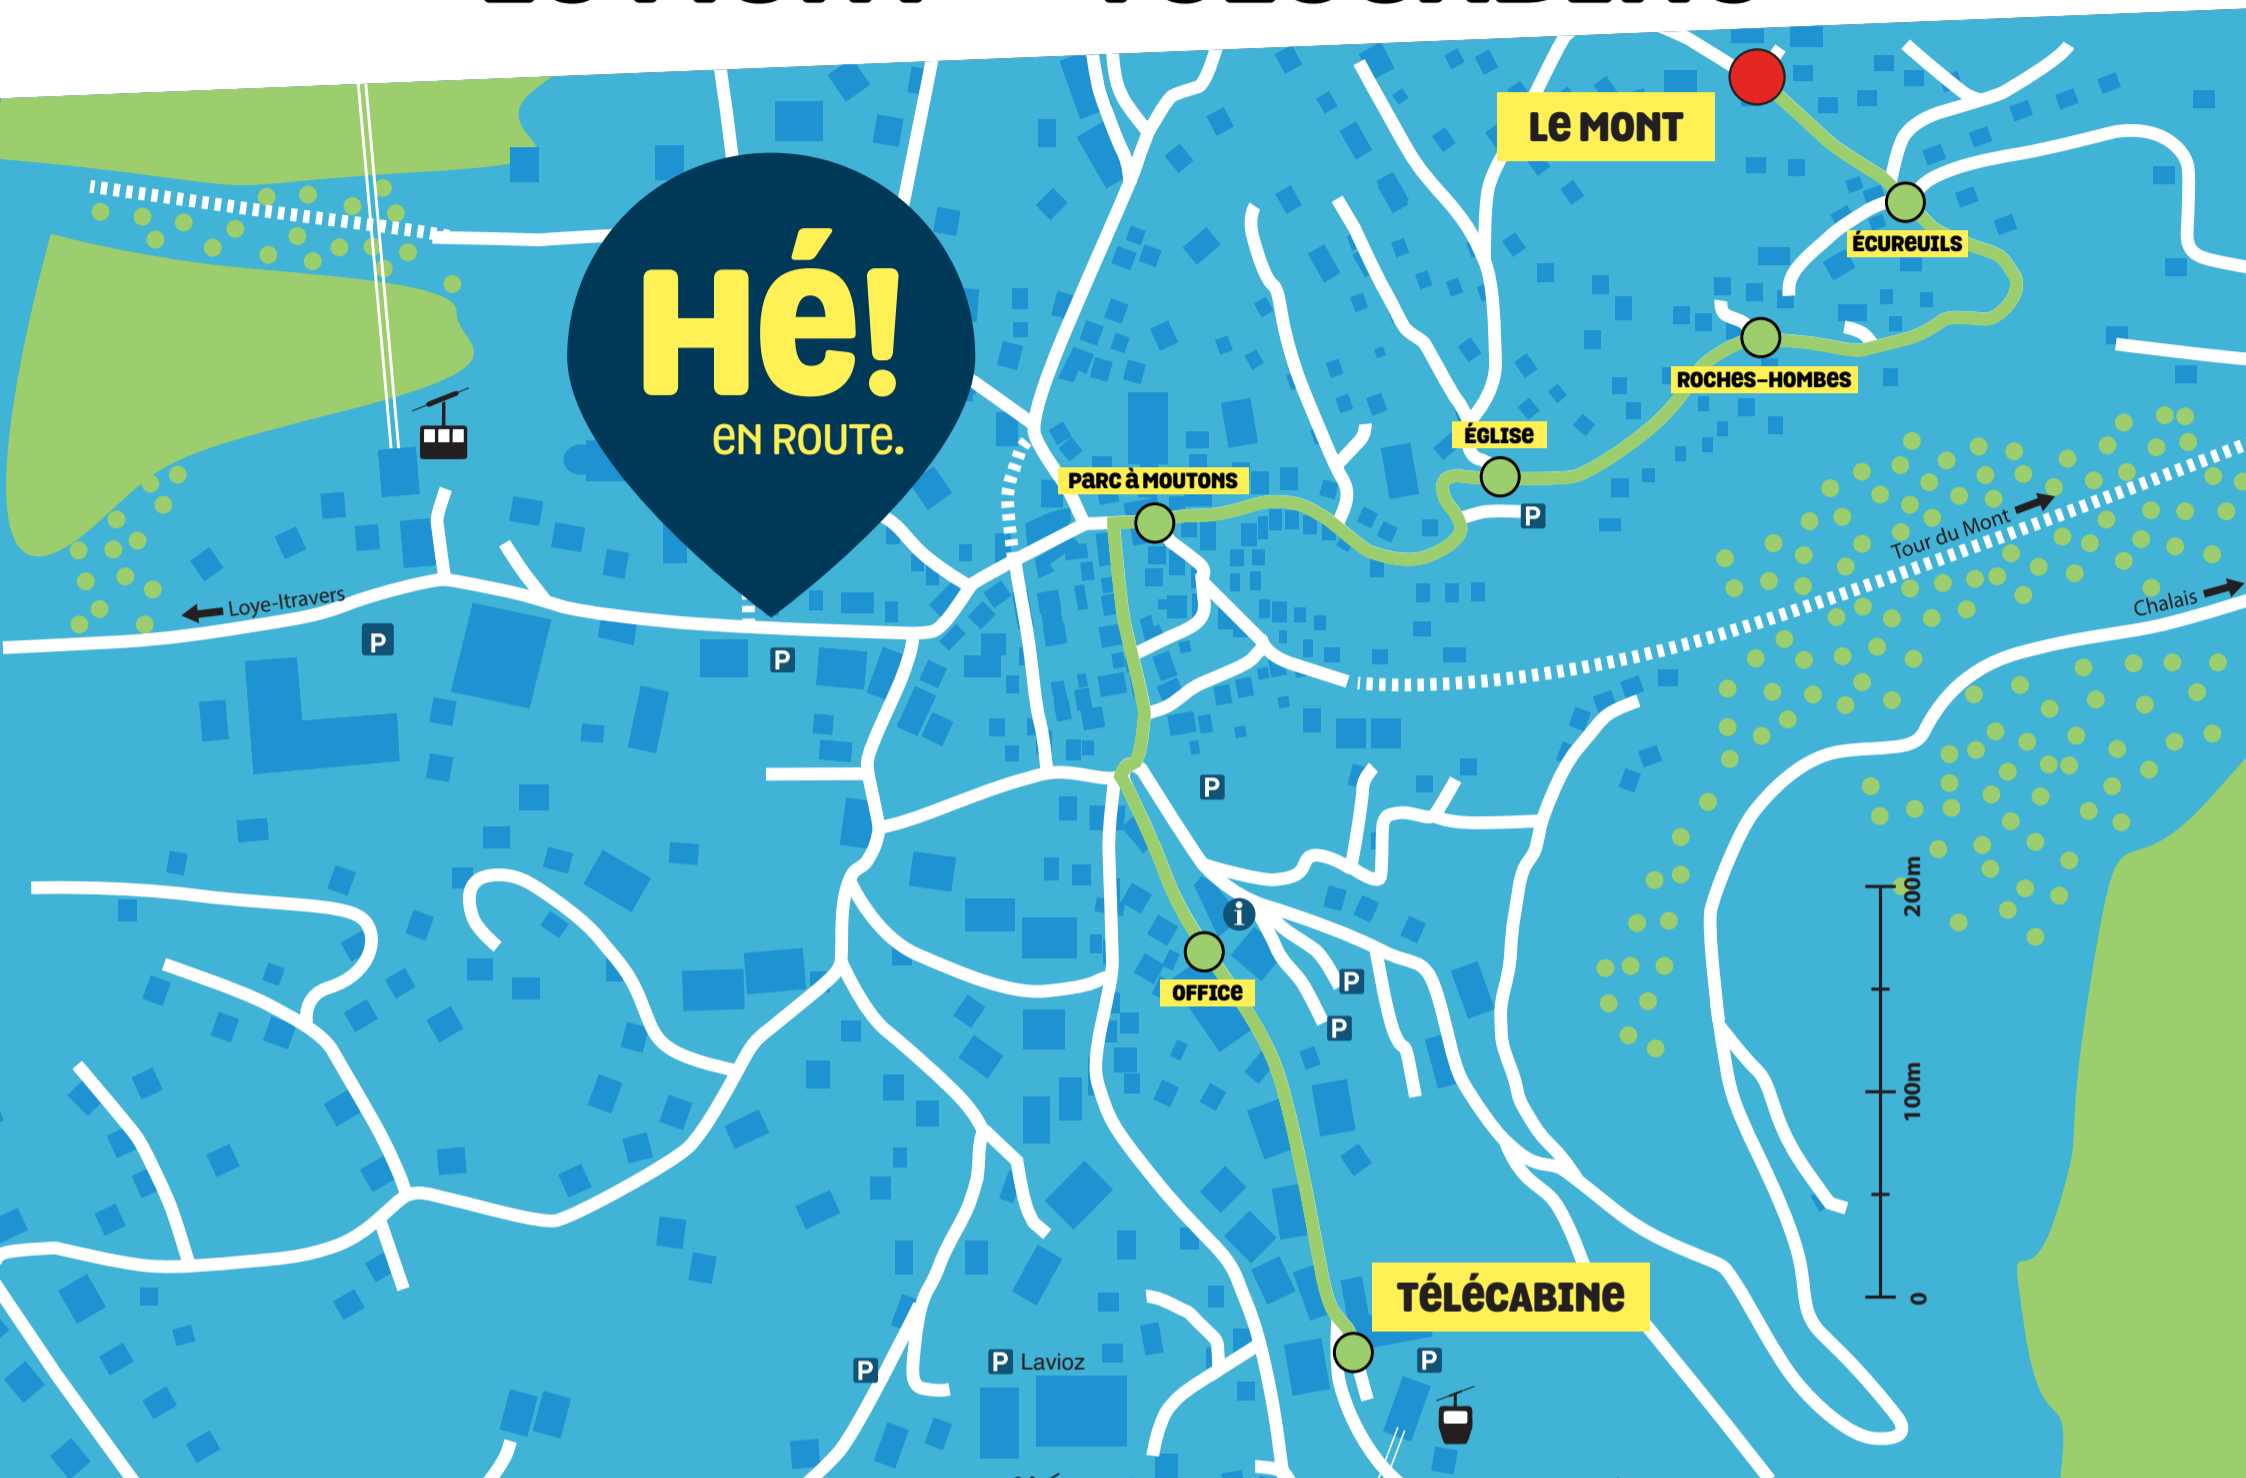 Le MONT
ÉCUReUILS
Hé!
eN ROUTe.
ROCHeS-HOMBeS
ÉGLISe
PaRC à MOUTONS
P
Tour du Mont
Chalais
Loye-Itravers
P
P
P
i
200m
P
OFFICe
P
100m
TéLéCABINe
0
P
P Lavioz
P